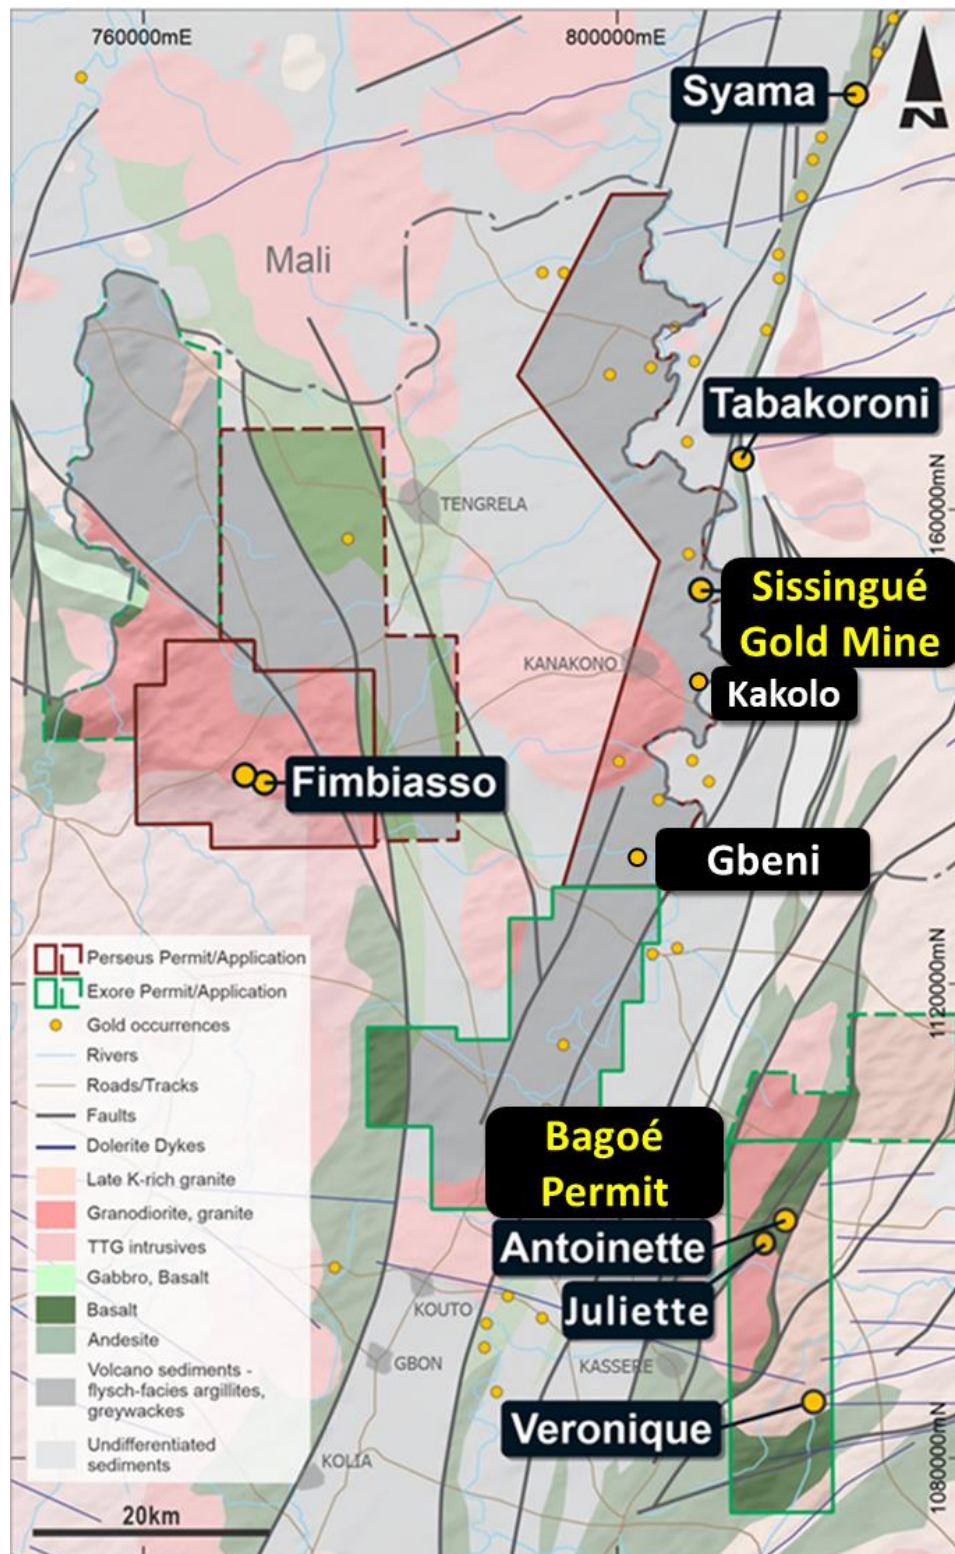 760000mE
800000mE
Syama
N
Mali
Tabakoroni
160000mN
TENGRELA
Sissingué
Gold Mine
KANAKONO
Kakolo
Fimbiasso
Gbeni
Perseus Permit/Application
Exore Permit/Application
Gold occurrences
Rivers
Roads/Tracks
Faults
Dolerite Dykes
Late K-rich granite
Granodiorite, granite
TTG intrusives
Gabbro, Basalt
Basalt
Andesite
Volcano sediments -
flysch-facies argillites,
greywackes
Undifferentiated
sediments
20km
1120000mN
Bagoé
Permit
Antoinette
Juliette
KOUTO
GBON
KASSERE
Veronique
KOLIA
1080000mN